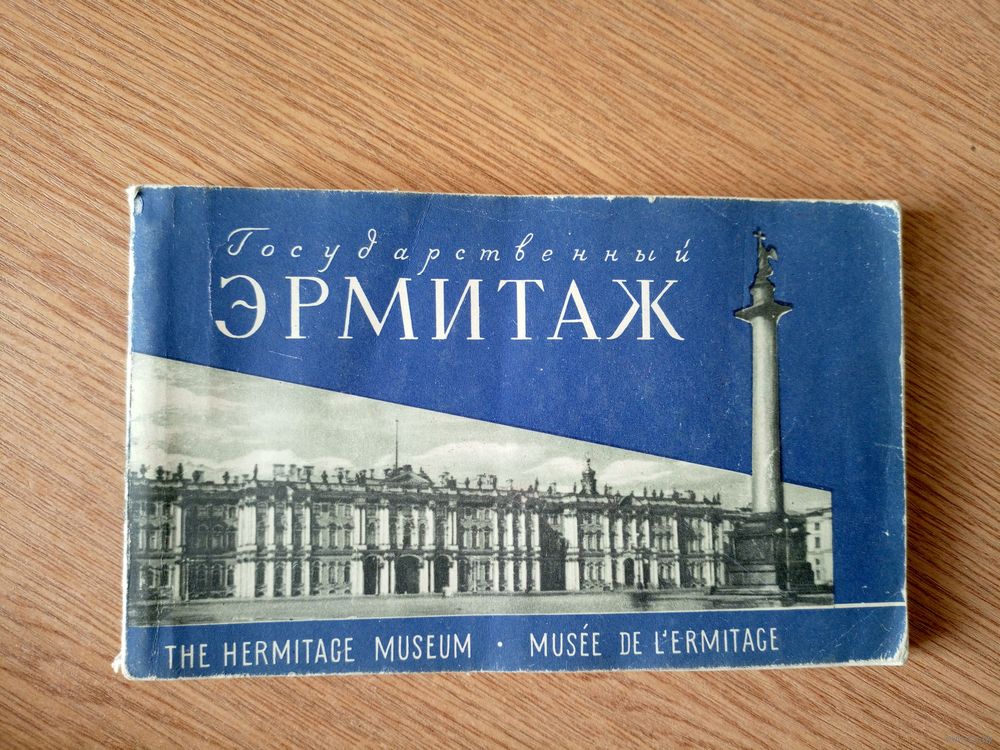 Государственный
ЭРМИТАЖ
THE HERMITAGE MUSEUM · MUSÉE DE L'ERMITAGE